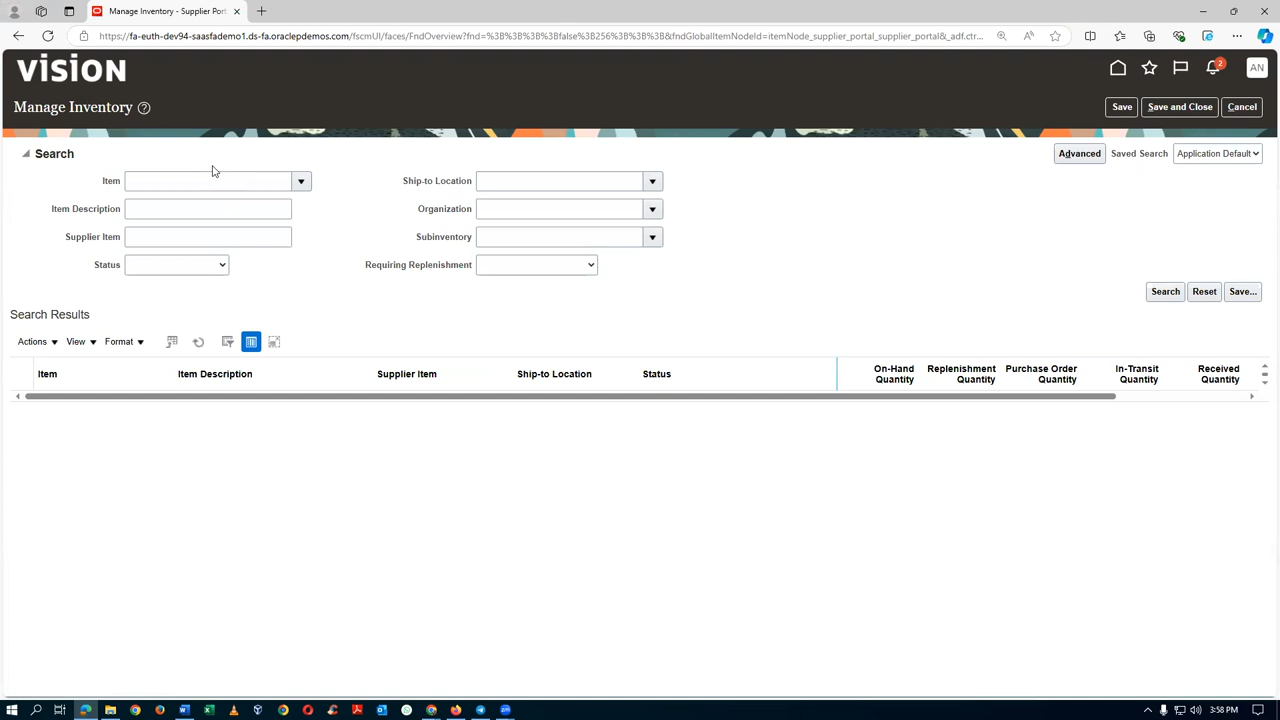 Manage Inventory - Supplier Port
https://fa-euth-dev94-saasfademo1.ds-fa.oraclepdemos.com/fscmUI/faces/FndOverview?fnd=%3B%3B%3B%3Bfalse%3B256%3B%3B%3B&fndGlobalItemNodeId=itemNode_supplier_portal_supplier_portal&_adf.ctr...
VISION
2
AN
Manage Inventory
Save
Save and Close
Cancel
Search
Advanced
Saved Search
Application Default
Item
Ship-to Location
Item Description
Organization
Supplier Item
Subinventory
Status
Requiring Replenishment
Search
Reset
Save...
Search Results
Actions
View
Format
Item
Item Description
Supplier Item
Ship-to Location
Status
On-Hand Quantity
Replenishment Quantity
Purchase Order Quantity
In-Transit Quantity
Received Quantity
3:58 PM